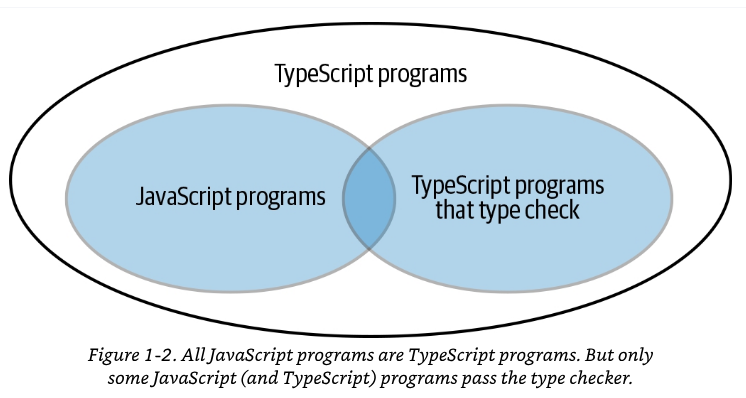 TypeScript programs
JavaScript programs
TypeScript programs
that type check
Figure 1-2. All JavaScript programs are TypeScript programs. But only
some JavaScript (and TypeScript) programs pass the type checker.